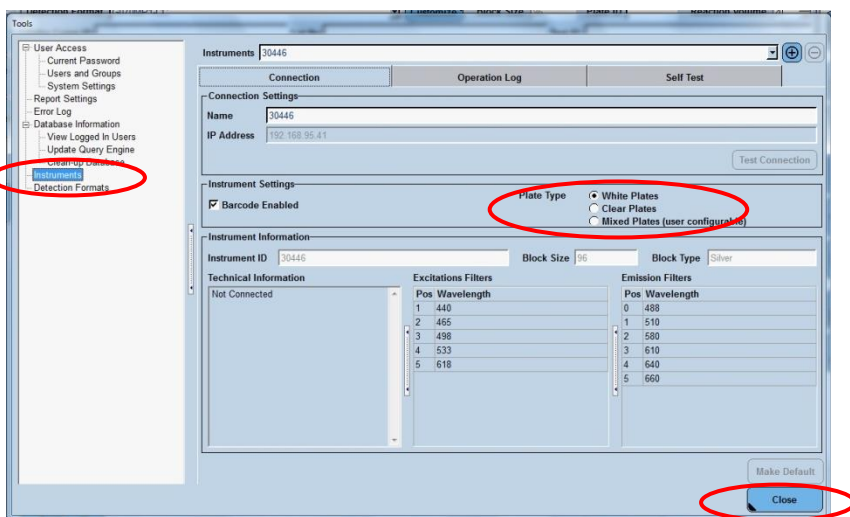 Tools
User Access
Current Password
Users and Groups
System Settings
Report Settings
Error Log
Database Information
View Logged In Users
Update Query Engine
Clean-up Database
Instruments
Detection Formats
Instruments 30446
Connection Operation Log Self Test
Connection Settings
Name 30446
IP Address 192.168.95.41
Test Connection
Instrument Settings
Barcode Enabled
Plate Type White Plates
Clear Plates
Mixed Plates (user configurable)
Instrument Information
Instrument ID 30446 Block Size 96 Block Type Silver
Technical Information Excitations Filters Emission Filters
Not Connected Pos Wavelength Pos Wavelength
1 440 0 488
2 465 1 510
3 498 2 580
4 533 3 610
5 618 4 640
5 660
Make Default
Close